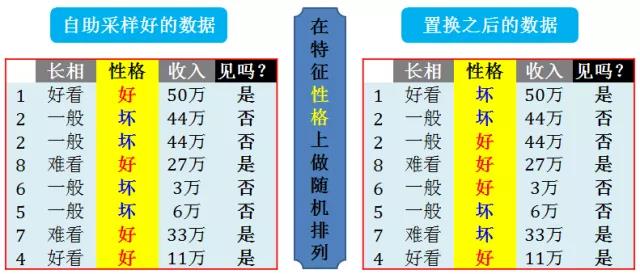 自助采样好的数据
长相 性格 收入 见吗?
1 好看 好 50万 是
2 一般 坏 44万 否
2 一般 坏 44万 否
8 难看 好 27万 是
6 一般 坏 3万 否
5 一般 坏 6万 否
7 难看 好 33万 是
4 好看 好 11万 是
在特征性格上做随机排列
置换之后的数据
长相 性格 收入 见吗?
1 好看 坏 50万 是
2 一般 坏 44万 否
2 一般 好 44万 否
8 难看 好 27万 是
6 一般 好 3万 否
5 一般 坏 6万 否
7 难看 坏 33万 是
4 好看 好 11万 是